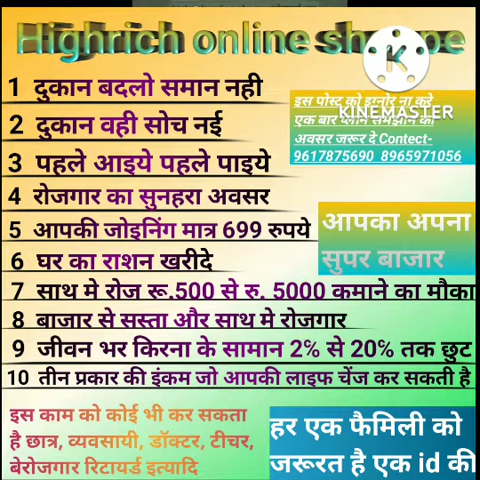 Highrich online shoppe
KINEMASTER
1 दुकान बदलो समान नही
इस पोस्ट को इग्नोर ना करे
एक बार प्लान समझाने का
अवसर जरूर दे Contect-
9617875690 8965971056
2 दुकान वही सोच नई
3 पहले आइये पहले पाइये
4 रोजगार का सुनहरा अवसर
5 आपकी जोइनिंग मात्र 699 रुपये
आपका अपना
सुपर बाजार
6 घर का राशन खरीदे
7 साथ मे रोज रू.500 से रु. 5000 कमाने का मौका
8 बाजार से सस्ता और साथ मे रोजगार
9 जीवन भर किरना के सामान 2% से 20% तक छुट
10 तीन प्रकार की इंकम जो आपकी लाइफ चेंज कर सकती है
इस काम को कोई भी कर सकता
है छात्र, व्यवसायी, डॉक्टर, टीचर,
बेरोजगार रिटायर्ड इत्यादि
हर एक फैमिली को
जरूरत है एक id की